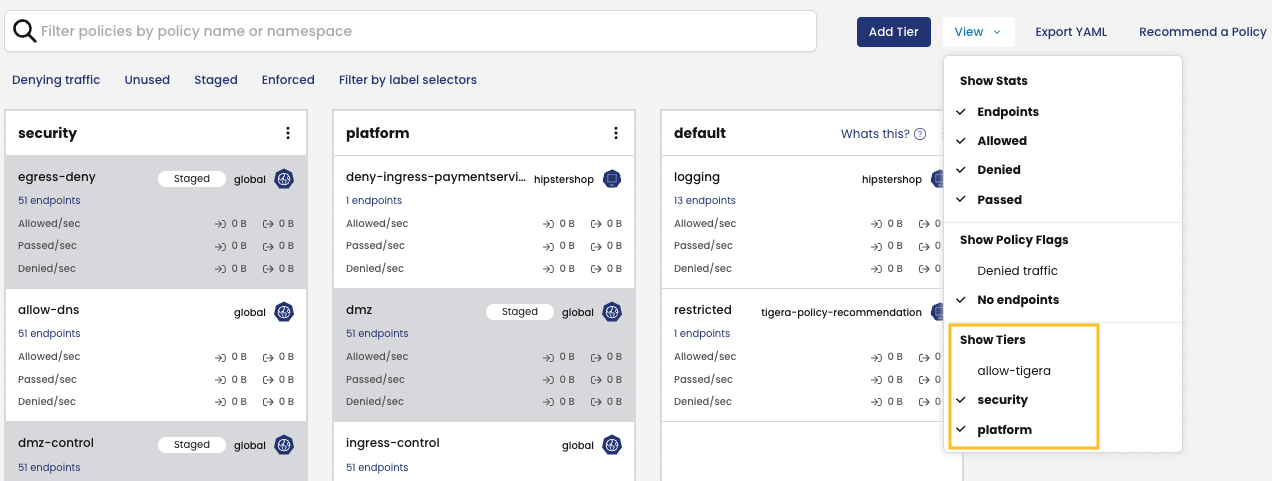 Filter policies by policy name or namespace
Add Tier
View
Export YAML
Recommend a Policy
Denying traffic
Unused
Staged
Enforced
Filter by label selectors
security
egress-deny
Staged
global
51 endpoints
Allowed/sec
0 B
0 B
Passed/sec
0 B
0 B
Denied/sec
0 B
0 B
allow-dns
global
51 endpoints
Allowed/sec
0 B
0 B
Passed/sec
0 B
0 B
Denied/sec
0 B
0 B
dmz-control
Staged
global
51 endpoints
platform
deny-ingress-paymentservi...
hipstershop
1 endpoints
Allowed/sec
0 B
0 B
Passed/sec
0 B
0 B
Denied/sec
0 B
0 B
dmz
Staged
global
51 endpoints
Allowed/sec
0 B
0 B
Passed/sec
0 B
0 B
Denied/sec
0 B
0 B
ingress-control
global
51 endpoints
default
Whats this?
logging
hipstershop
13 endpoints
Allowed/sec
0 B
0
Passed/sec
0 B
0
Denied/sec
0 B
0
restricted
tigera-policy-recommendation
1 endpoints
Allowed/sec
0 B
0
Passed/sec
0 B
0
Denied/sec
0 B
0
Show Stats
Endpoints
Allowed
Denied
Passed
Show Policy Flags
Denied traffic
No endpoints
Show Tiers
allow-tigera
security
platform